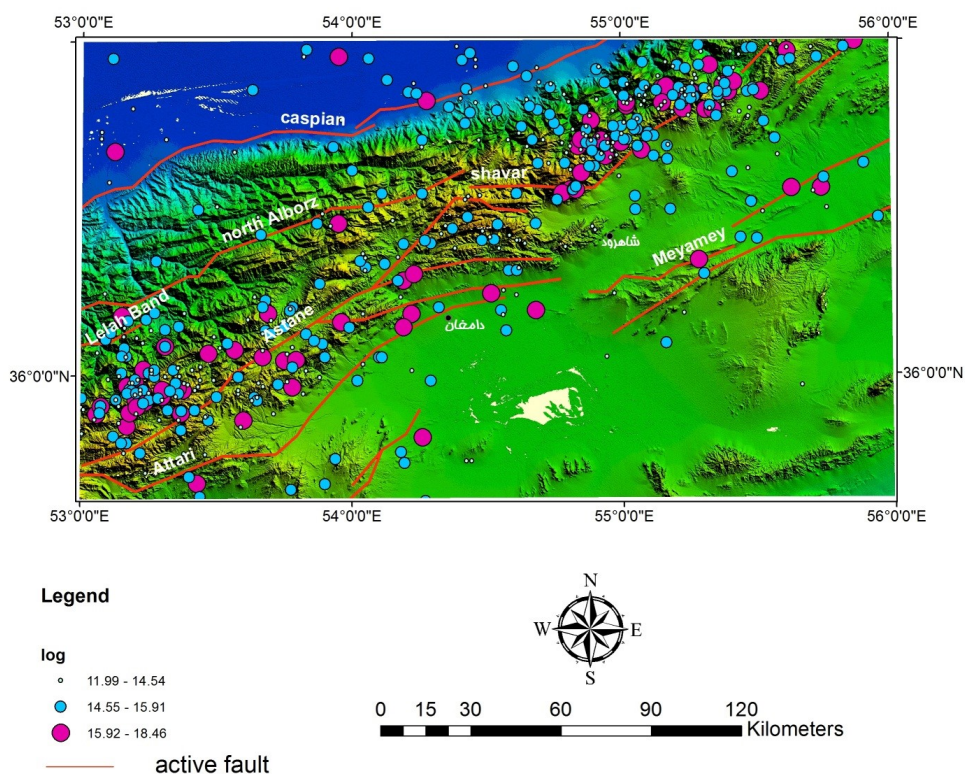 53°0'0"E 54°0'0"E 55°0'0"E 56°0'0"E
caspian
shavar
north Alborz
شاهرود
Meyamey
Lelah Band
Astane
دامغان
36°0'0"N 36°0'0"N
Attari
53°0'0"E 54°0'0"E 55°0'0"E 56°0'0"E
Legend
log
11.99 - 14.54
14.55 - 15.91
15.92 - 18.46
active fault
N
W E
S
0 15 30 60 90 120
Kilometers